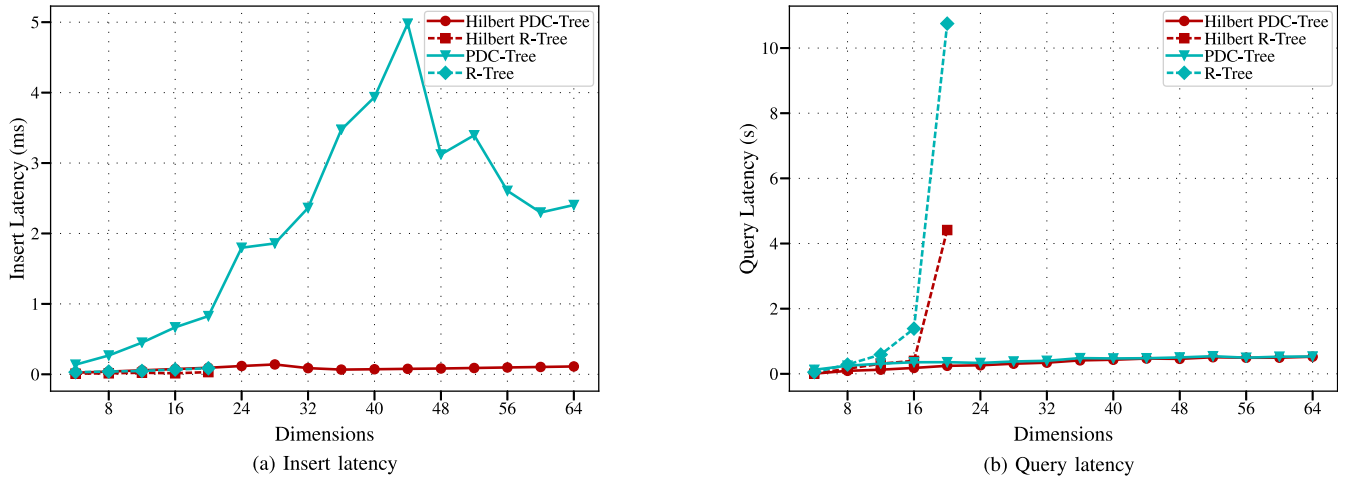 5
4
3
2
1
0
Insert Latency (ms)
Hilbert PDC-Tree
Hilbert R-Tree
PDC-Tree
R-Tree
8 16 24 32 40 48 56 64
Dimensions
(a) Insert latency
10
8
6
4
2
0
Query Latency (s)
Hilbert PDC-Tree
Hilbert R-Tree
PDC-Tree
R-Tree
8 16 24 32 40 48 56 64
Dimensions
(b) Query latency